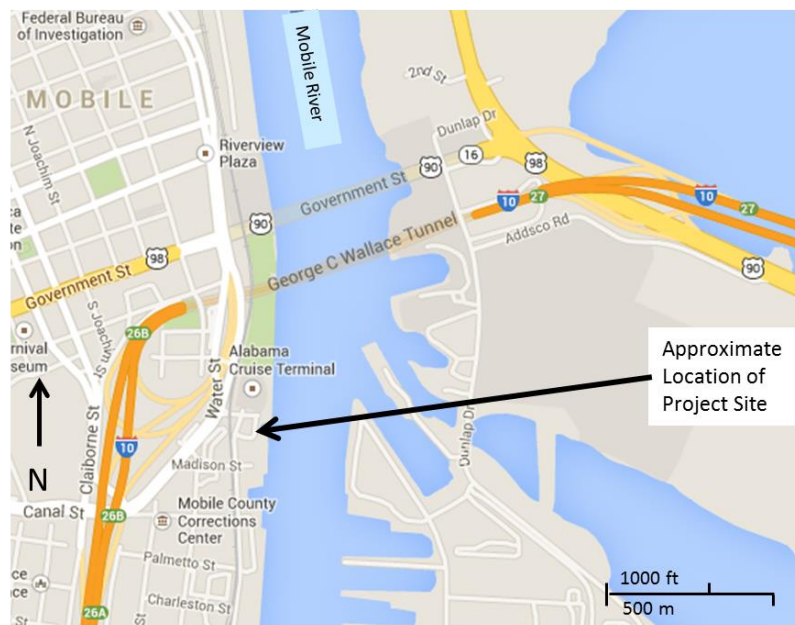 Federal Bureau of
Investigation
MOBILE
N Joachim St
Riverview
Plaza
Mobile River
2nd St
Dunlap Dr
90
16
98
Government St
90
98
Government St
10
27
10
27
Addsco Rd
90
George C Wallace Tunnel
S Joachim St
26B
Alabama
Cruise Terminal
Water St
Approximate
Location of
Project Site
N
Claiborne St
10
Madison St
Dunlap Dr
Canal St
26B
Mobile County
Corrections
Center
Palmetto St
Charleston St
26A
1000 ft
500 m